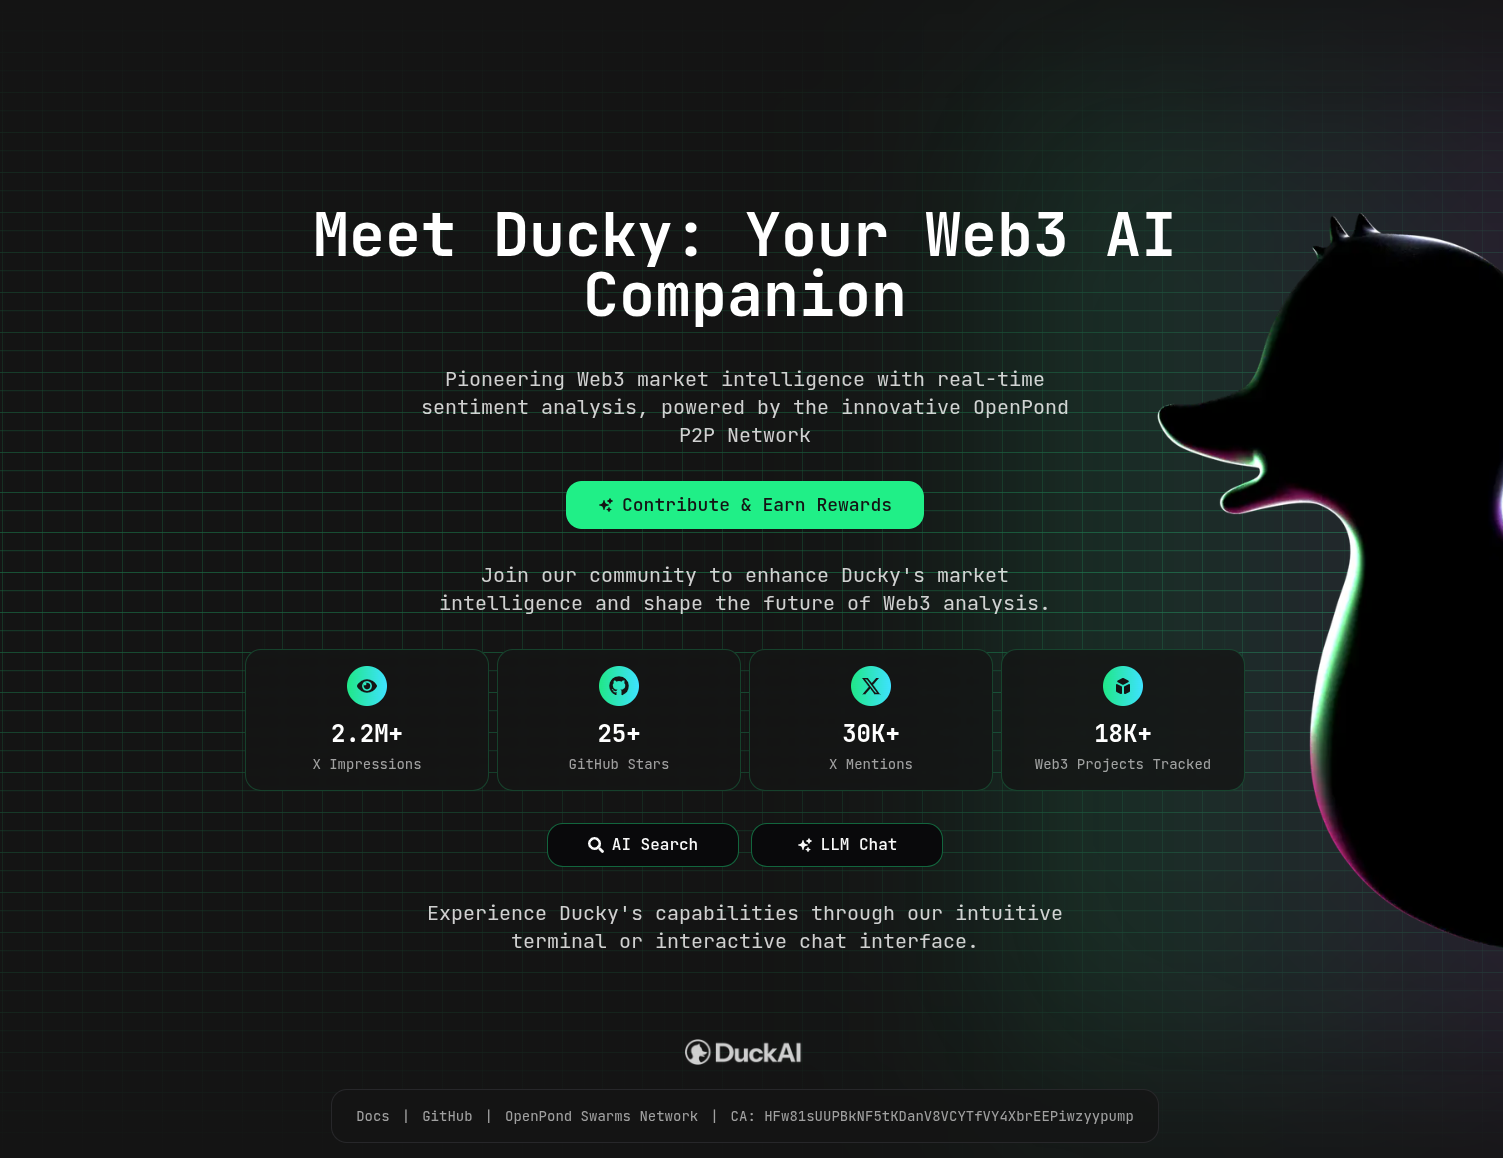 Meet Ducky: Your Web3 AI
Companion
Pioneering Web3 market intelligence with real-time
sentiment analysis, powered by the innovative OpenPond
P2P Network
Contribute & Earn Rewards
Join our community to enhance Ducky's market
intelligence and shape the future of Web3 analysis.
2.2M+
X Impressions
25+
GitHub Stars
30K+
X Mentions
18K+
Web3 Projects Tracked
AI Search
LLM Chat
Experience Ducky's capabilities through our intuitive
terminal or interactive chat interface.
DuckAI
Docs | GitHub | OpenPond Swarms Network | CA: HFw81sUUPBkNF5tKDanV8VCYTfVY4XbrEEPiwzyypump